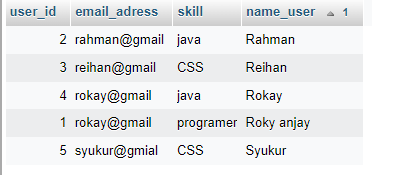 user_id email_adress skill name_user 1
2 rahman@gmail java Rahman
3 reihan@gmail CSS Reihan
4 rokay@gmail java Rokay
1 rokay@gmail programer Roky anjay
5 syukur@gmial CSS Syukur